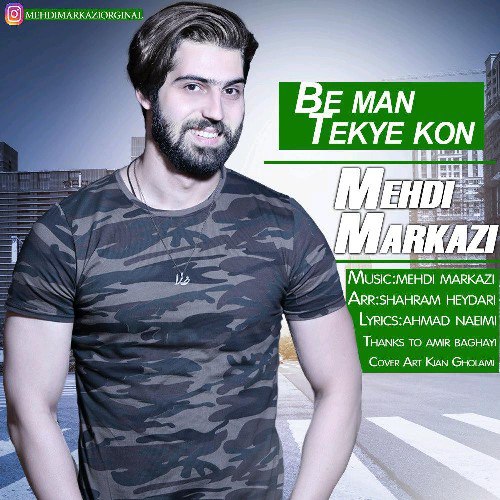 MEHDIMARKAZIORGINAL
BE MAN
TEKYE KON
MEHDI
MARKAZI
MUSIC:MEHDI MARKAZI
ARR:SHAHRAM HEYDARI
LYRICS:AHMAD NAEIMI
THANKS TO AMIR BAGHAYI
COVER ART KIAN GHOLAMI